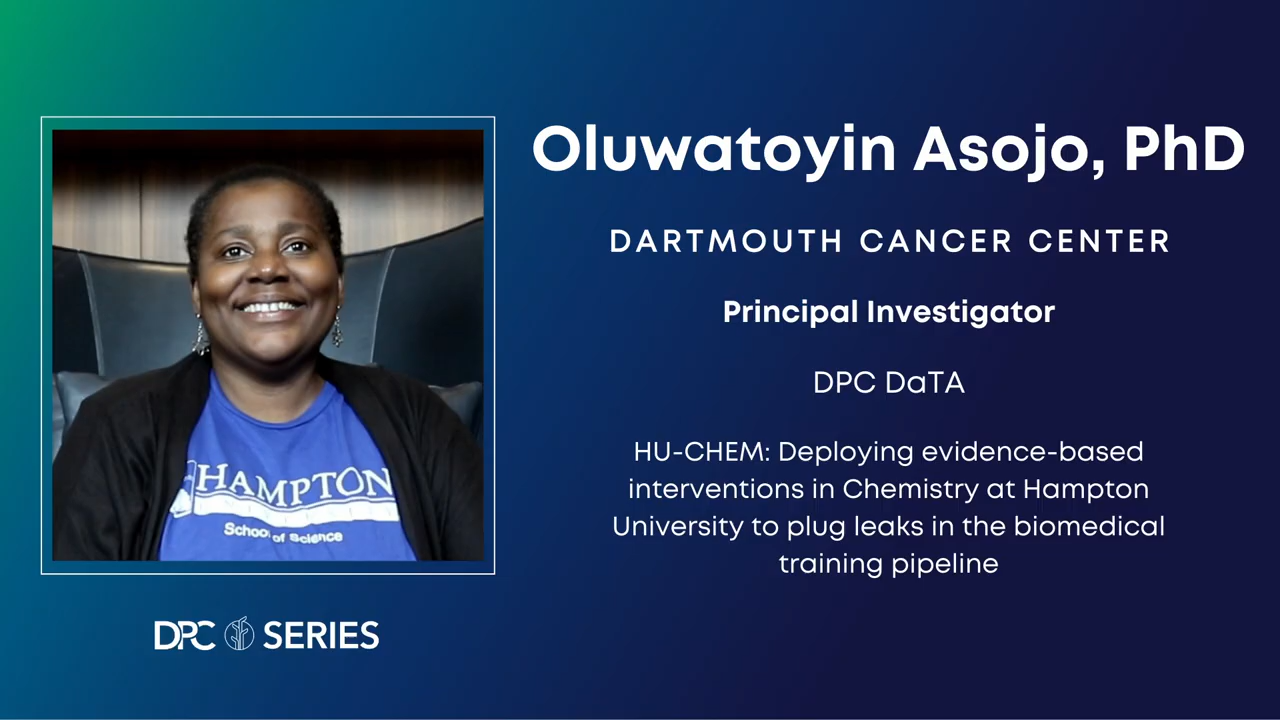 Oluwatoyin Asojo, PhD
DARTMOUTH CANCER CENTER
Principal Investigator
DPC DaTA
HU-CHEM: Deploying evidence-based
interventions in Chemistry at Hampton
University to plug leaks in the biomedical
training pipeline
HAMPTON
School of Science
DPC SERIES